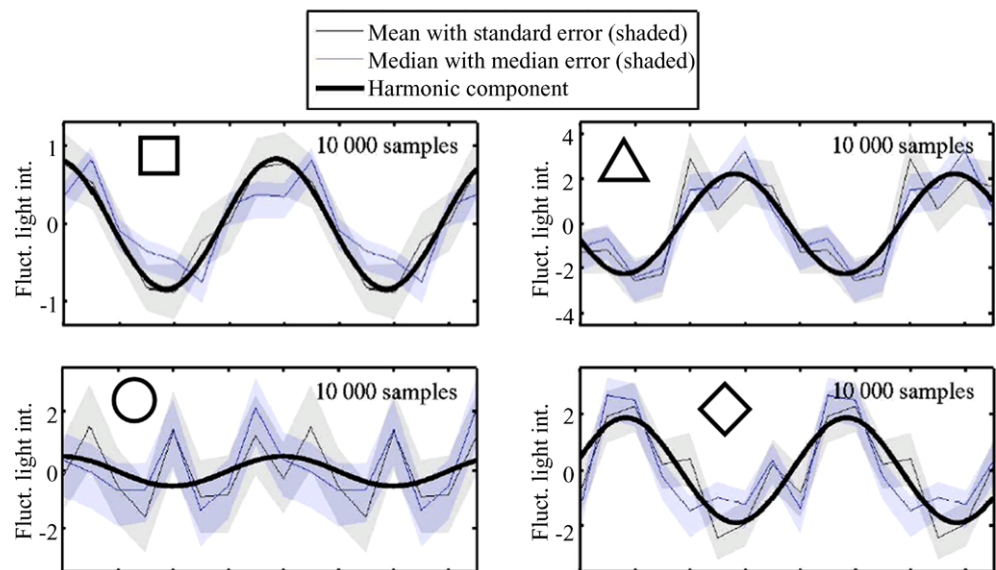 Mean with standard error (shaded)
Median with median error (shaded)
Harmonic component
10 000 samples
Fluct. light int.
1
0
-1
10 000 samples
Fluct. light int.
4
2
0
-2
-4
10 000 samples
Fluct. light int.
2
0
-2
10 000 samples
Fluct. light int.
2
0
-2